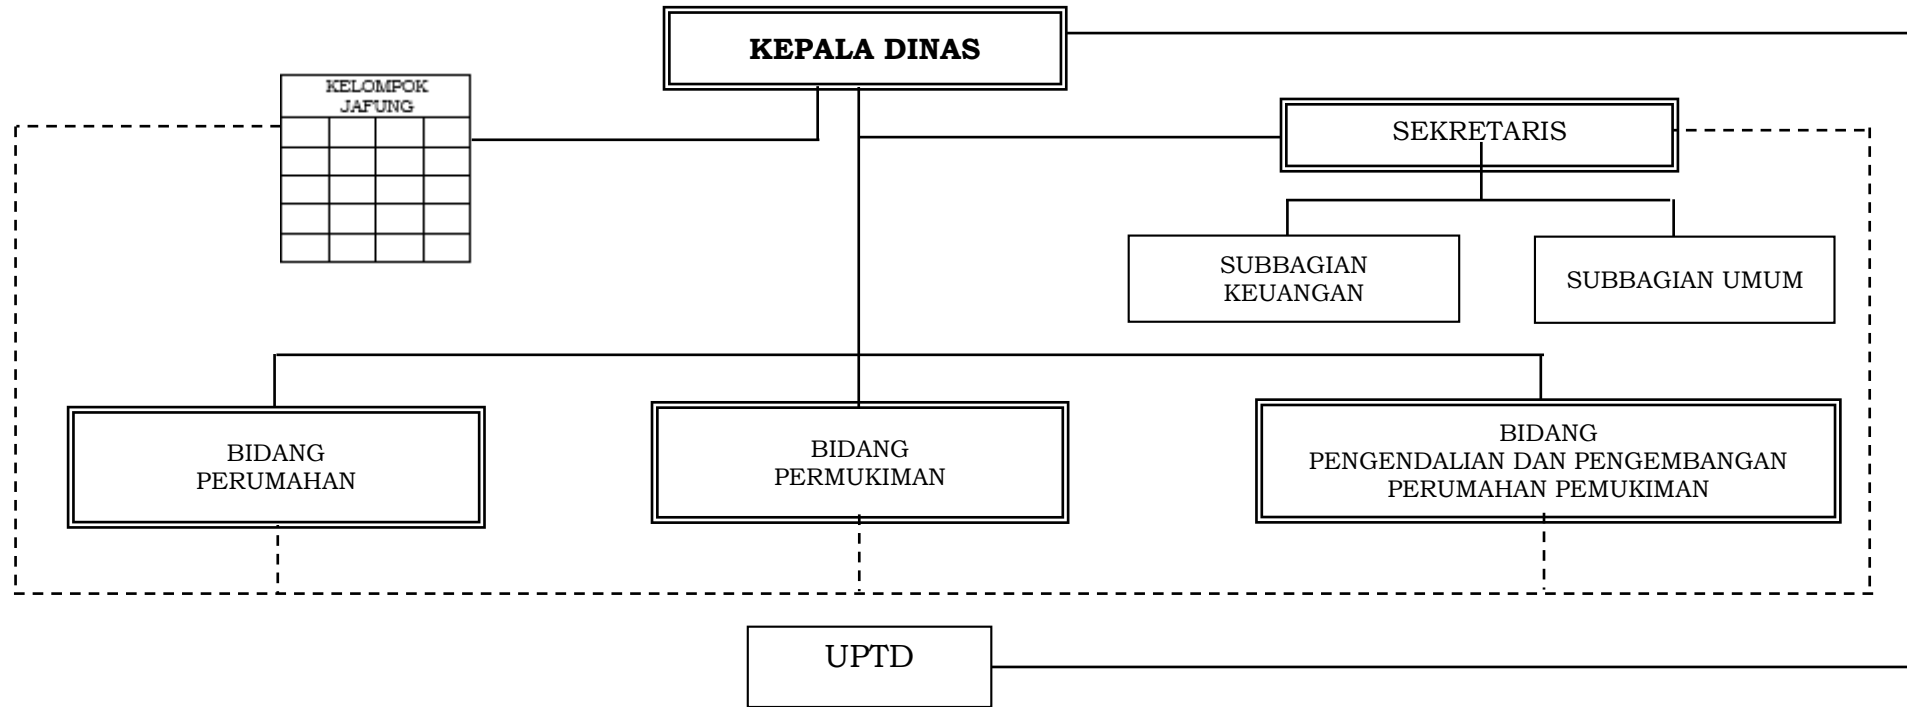 KEPALA DINAS
KELOMPOK
JAFUNG
SEKRETARIS
SUBBAGIAN
KEUANGAN
SUBBAGIAN UMUM
BIDANG
PERUMAHAN
BIDANG
PERMUKIMAN
BIDANG
PENGENDALIAN DAN PENGEMBANGAN
PERUMAHAN PEMUKIMAN
UPTD